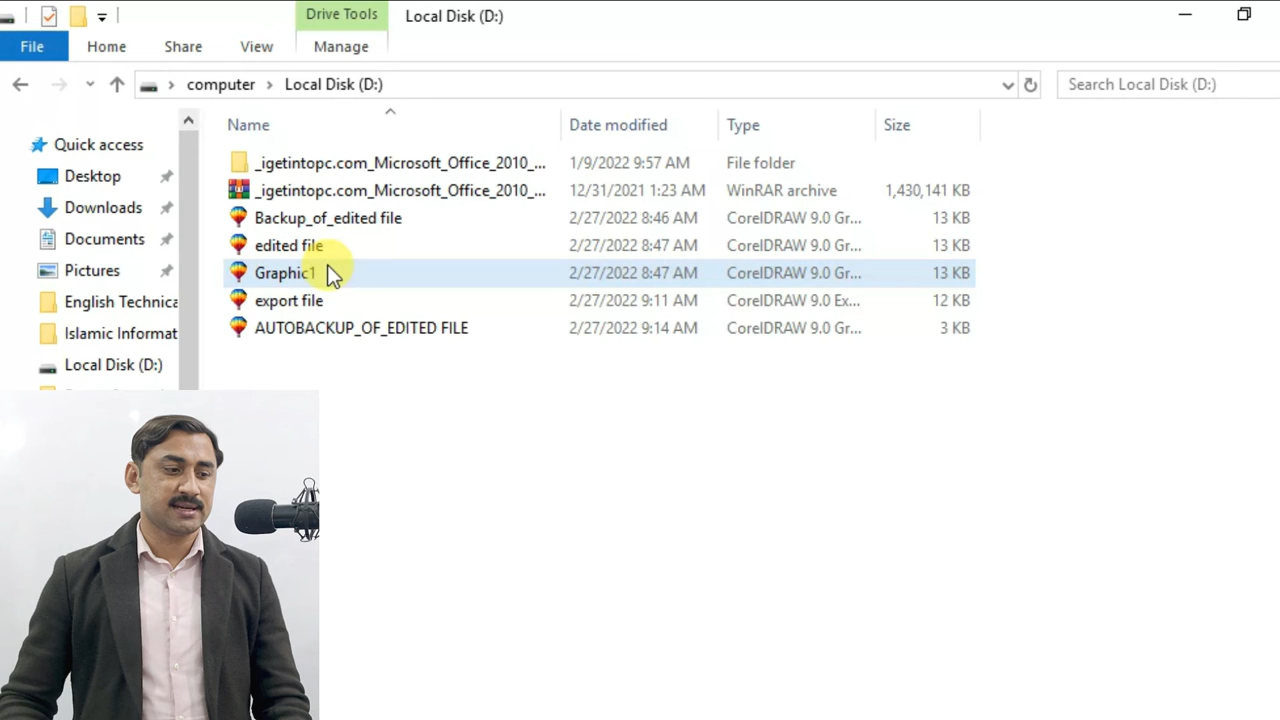 Drive Tools Local Disk (D:)
File Home Share View Manage
computer Local Disk (D:) Search Local Disk (D:)
Name Date modified Type Size
Quick access
Desktop
Downloads
Documents
Pictures
English Technica
Islamic Informat
Local Disk (D:)
_igetintopc.com_Microsoft_Office_2010_... 1/9/2022 9:57 AM File folder
_igetintopc.com_Microsoft_Office_2010_... 12/31/2021 1:23 AM WinRAR archive 1,430,141 KB
Backup_of_edited file 2/27/2022 8:46 AM CorelDRAW 9.0 Gr... 13 KB
edited file 2/27/2022 8:47 AM CorelDRAW 9.0 Gr... 13 KB
Graphic1 2/27/2022 8:47 AM CorelDRAW 9.0 Gr... 13 KB
export file 2/27/2022 9:11 AM CorelDRAW 9.0 Ex... 12 KB
AUTOBACKUP_OF_EDITED FILE 2/27/2022 9:14 AM CorelDRAW 9.0 Gr... 3 KB